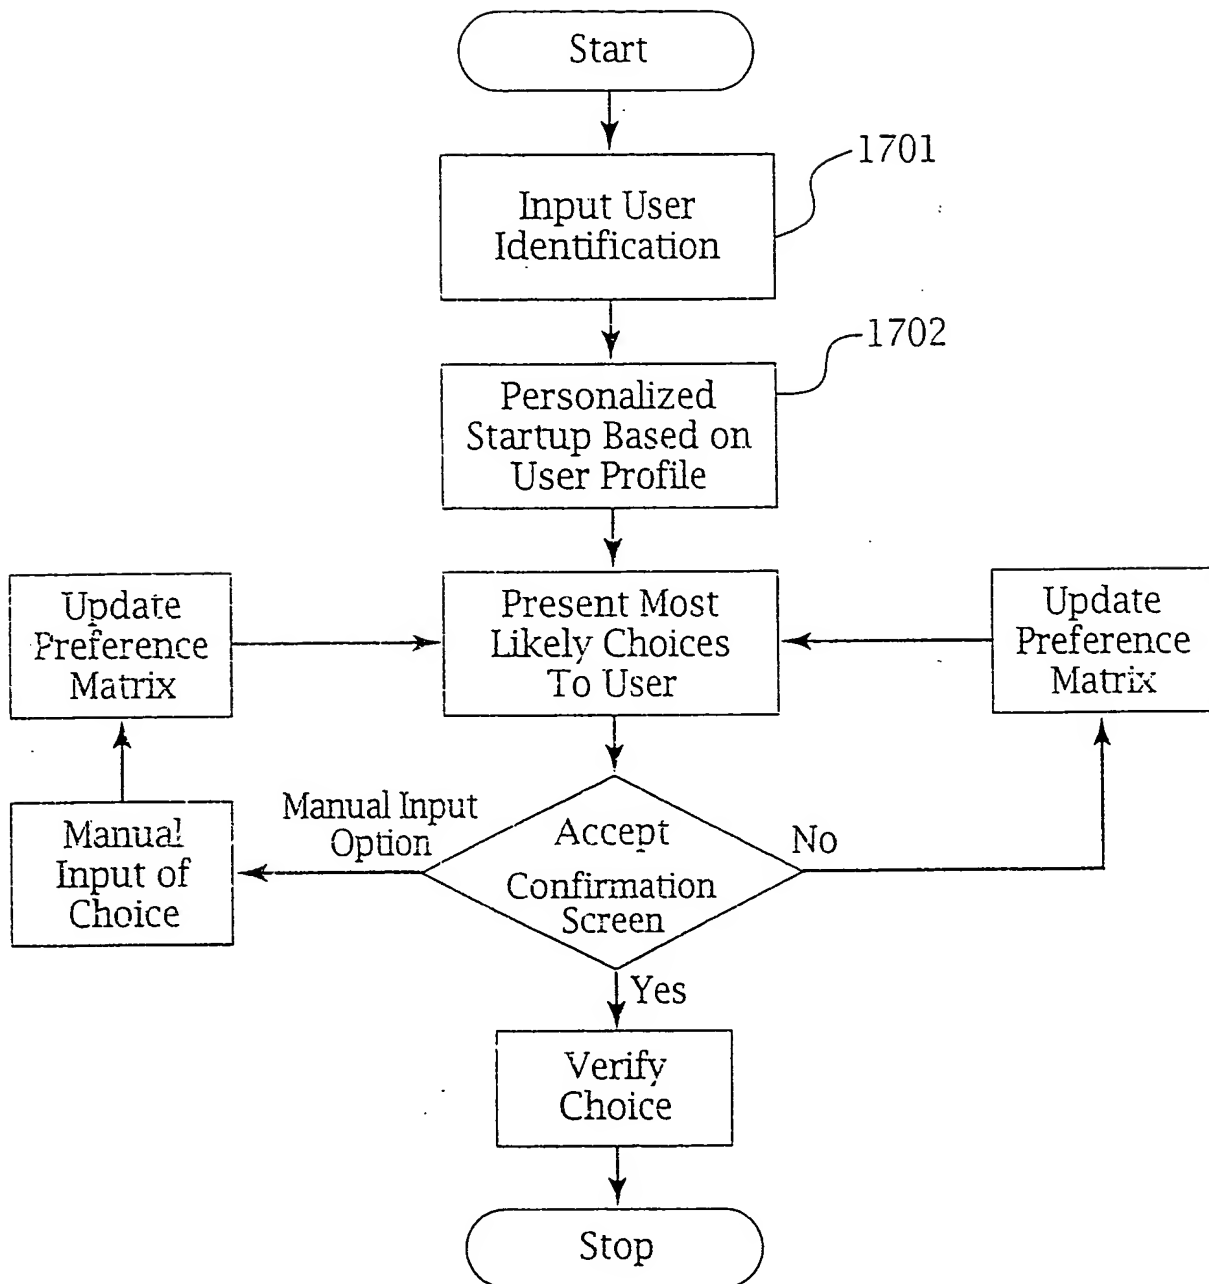 Start
1701
Input User
Identification
1702
Personalized
Startup Based on
User Profile
Update
Preference
Matrix
Present Most
Likely Choices
To User
Update
Preference
Matrix
Manual
Input of
Choice
Manual Input
Option
Accept
Confirmation
Screen
No
Yes
Verify
Choice
Stop